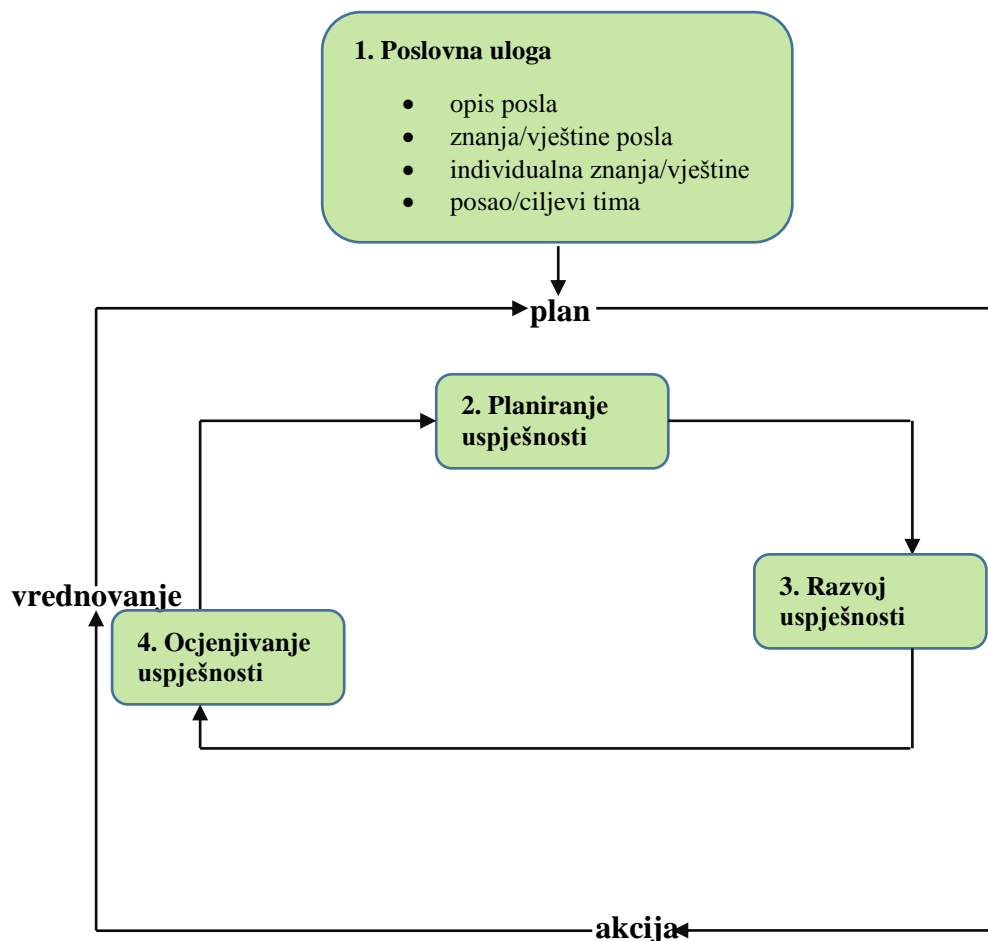 1. Poslovna uloga
• opis posla
• znanja/vještine posla
• individualna znanja/vještine
• posao/ciljevi tima
plan
2. Planiranje
uspješnosti
3. Razvoj
uspješnosti
vrednovanje
4. Ocjenjivanje
uspješnosti
akcija